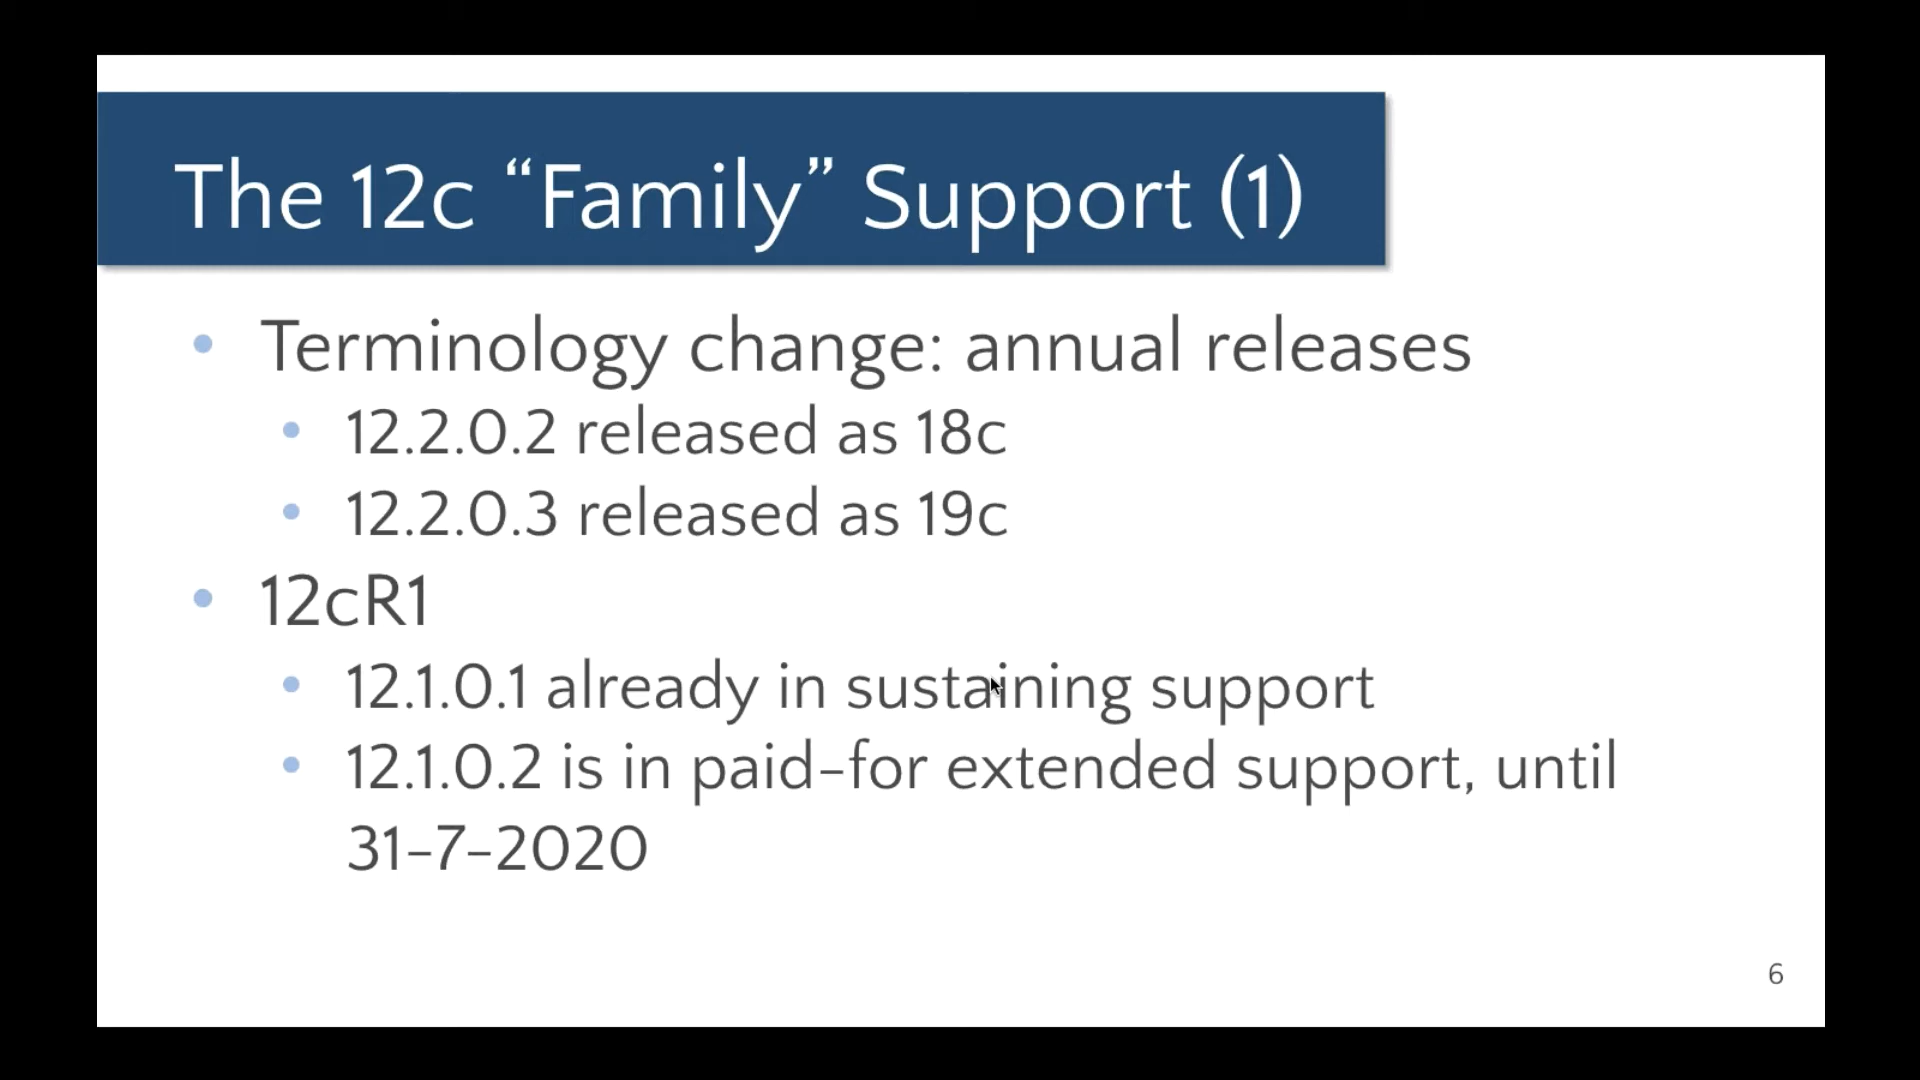 The 12c “Family” Support (1)
• Terminology change: annual releases
• 12.2.0.2 released as 18c
• 12.2.0.3 released as 19c
• 12cR1
• 12.1.0.1 already in sustaining support
• 12.1.0.2 is in paid-for extended support, until
31-7-2020
6